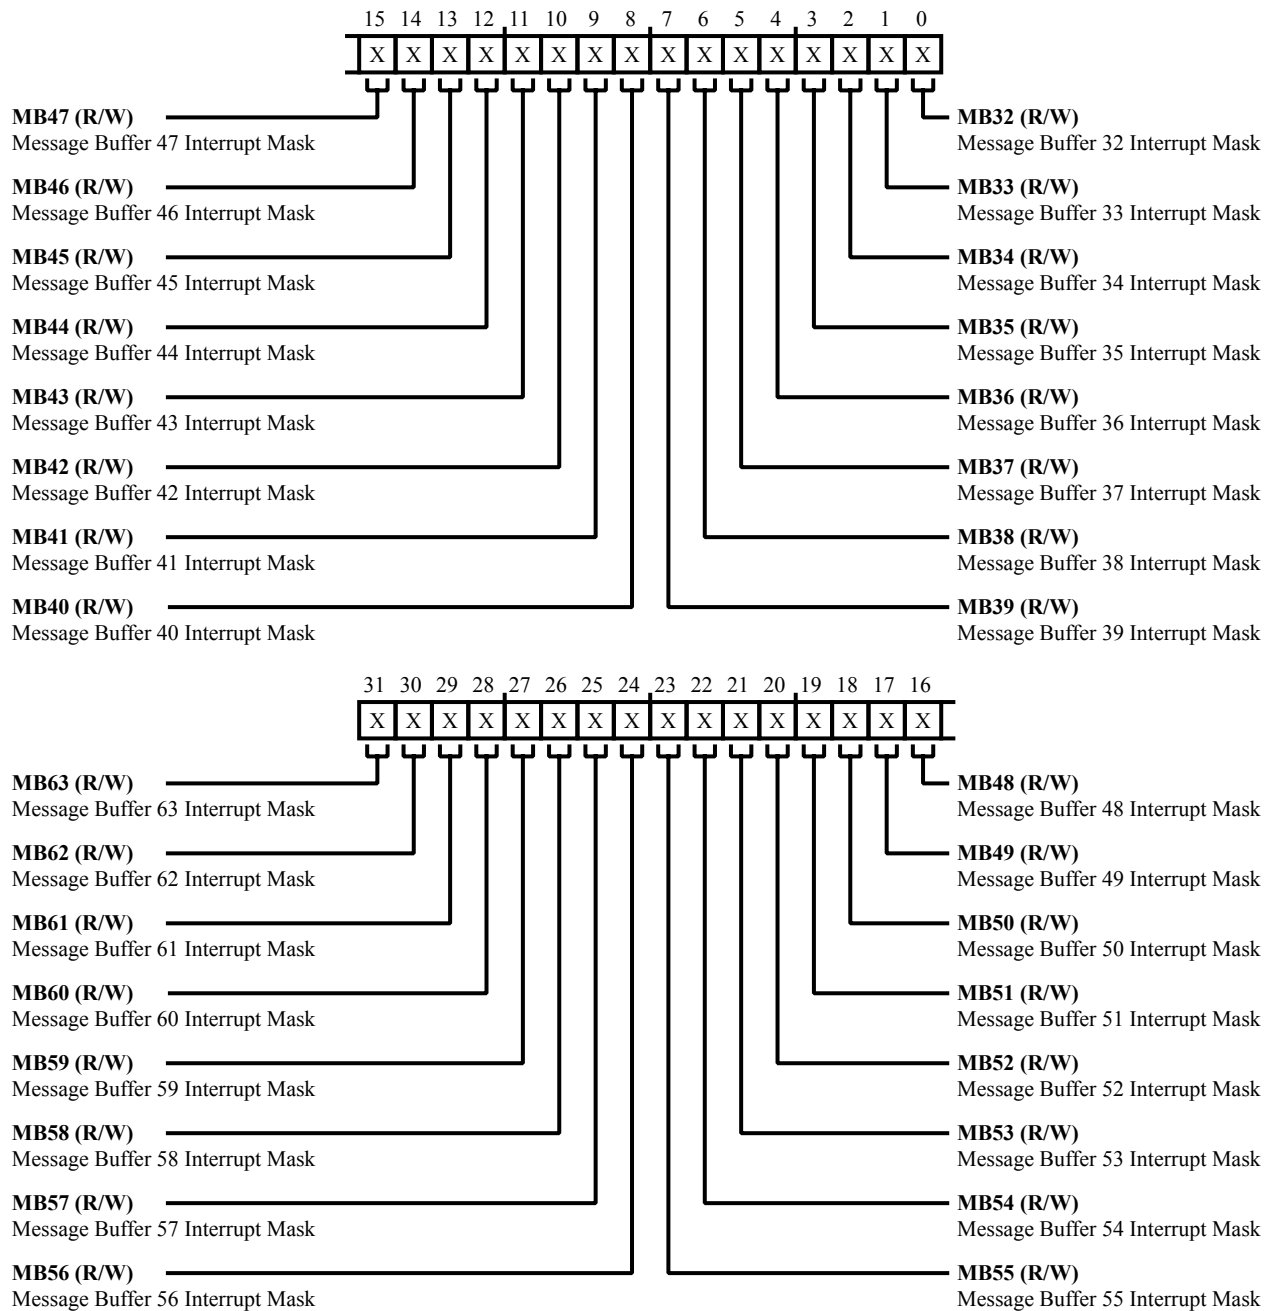 15 14 13 12 11 10 9 8 7 6 5 4 3 2 1 0
X X X X X X X X X X X X X X X X
MB47 (R/W)
Message Buffer 47 Interrupt Mask
MB46 (R/W)
Message Buffer 46 Interrupt Mask
MB45 (R/W)
Message Buffer 45 Interrupt Mask
MB44 (R/W)
Message Buffer 44 Interrupt Mask
MB43 (R/W)
Message Buffer 43 Interrupt Mask
MB42 (R/W)
Message Buffer 42 Interrupt Mask
MB41 (R/W)
Message Buffer 41 Interrupt Mask
MB40 (R/W)
Message Buffer 40 Interrupt Mask
MB32 (R/W)
Message Buffer 32 Interrupt Mask
MB33 (R/W)
Message Buffer 33 Interrupt Mask
MB34 (R/W)
Message Buffer 34 Interrupt Mask
MB35 (R/W)
Message Buffer 35 Interrupt Mask
MB36 (R/W)
Message Buffer 36 Interrupt Mask
MB37 (R/W)
Message Buffer 37 Interrupt Mask
MB38 (R/W)
Message Buffer 38 Interrupt Mask
MB39 (R/W)
Message Buffer 39 Interrupt Mask
31 30 29 28 27 26 25 24 23 22 21 20 19 18 17 16
X X X X X X X X X X X X X X X X
MB63 (R/W)
Message Buffer 63 Interrupt Mask
MB62 (R/W)
Message Buffer 62 Interrupt Mask
MB61 (R/W)
Message Buffer 61 Interrupt Mask
MB60 (R/W)
Message Buffer 60 Interrupt Mask
MB59 (R/W)
Message Buffer 59 Interrupt Mask
MB58 (R/W)
Message Buffer 58 Interrupt Mask
MB57 (R/W)
Message Buffer 57 Interrupt Mask
MB56 (R/W)
Message Buffer 56 Interrupt Mask
MB48 (R/W)
Message Buffer 48 Interrupt Mask
MB49 (R/W)
Message Buffer 49 Interrupt Mask
MB50 (R/W)
Message Buffer 50 Interrupt Mask
MB51 (R/W)
Message Buffer 51 Interrupt Mask
MB52 (R/W)
Message Buffer 52 Interrupt Mask
MB53 (R/W)
Message Buffer 53 Interrupt Mask
MB54 (R/W)
Message Buffer 54 Interrupt Mask
MB55 (R/W)
Message Buffer 55 Interrupt Mask